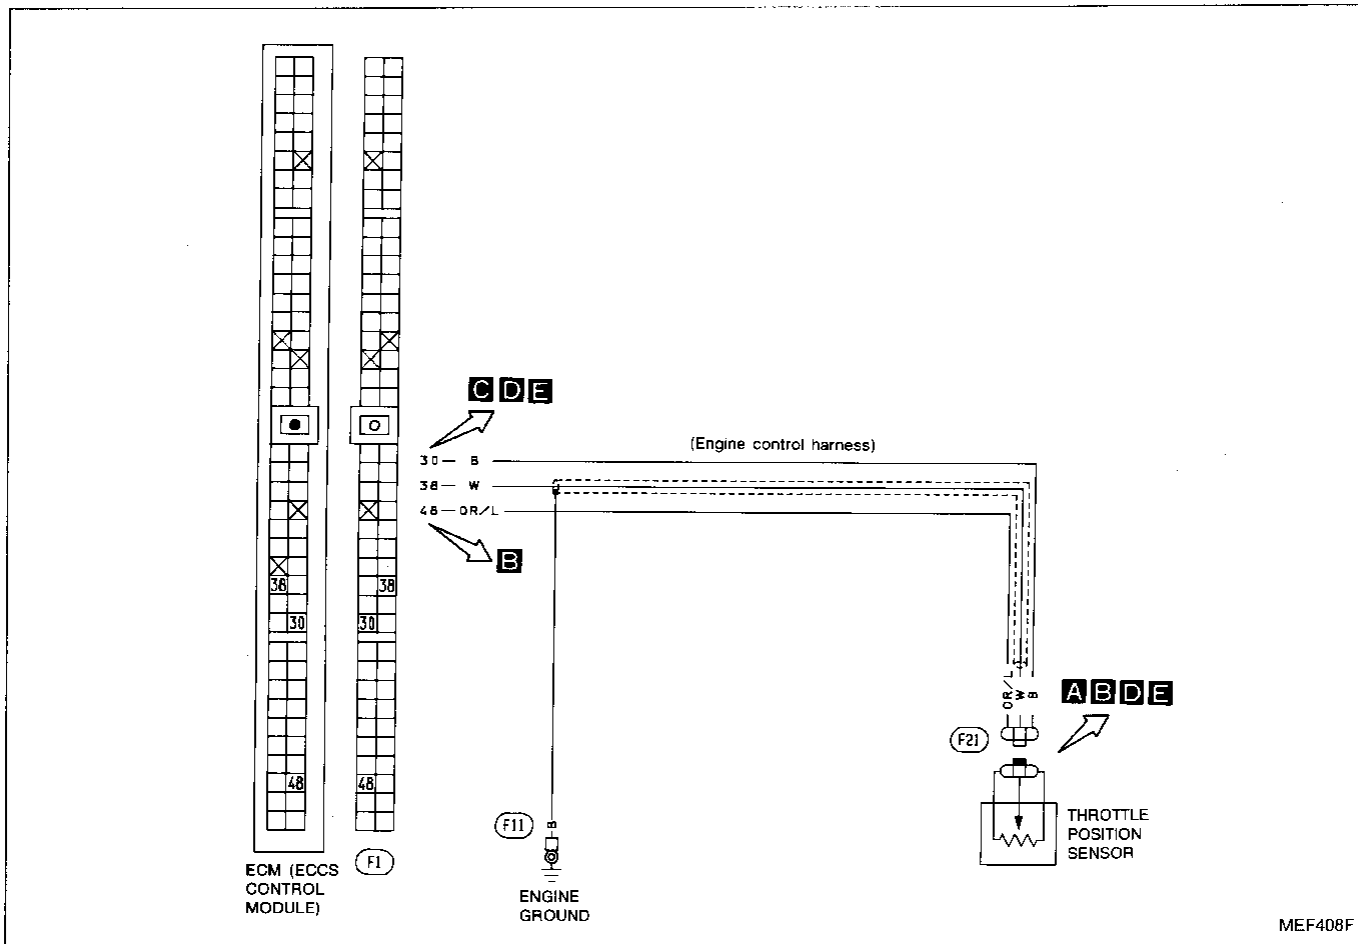 C D E
(Engine control harness)
30 — B
38 — W
48 — OR/L
B
38
38
30
30
OR/L
W
B
A B D E
F21
48
48
F11
B
THROTTLE
POSITION
SENSOR
F1
ECM (ECCS
CONTROL
MODULE)
ENGINE
GROUND
MEF408F